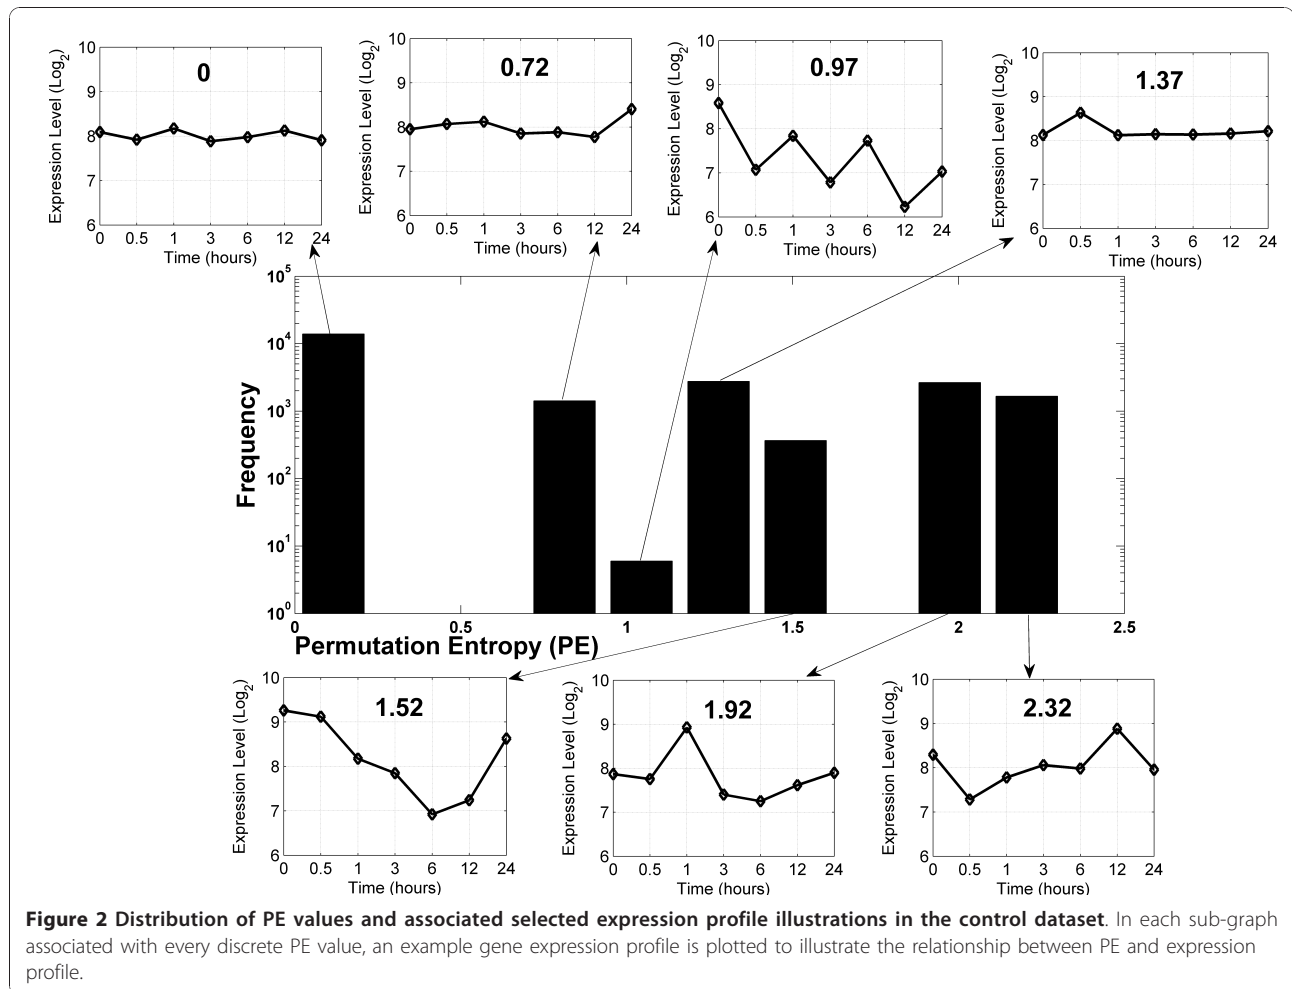 0
Expression Level (Log2)
10
9
8
7
6
0 0.5 1 3 6 12 24
Time (hours)
0.72
Expression Level (Log2)
10
9
8
7
6
0 0.5 1 3 6 12 24
Time (hours)
0.97
Expression Level (Log2)
10
9
8
7
6
0 0.5 1 3 6 12 24
Time (hours)
1.37
Expression Level (Log2)
10
9
8
7
6
0 0.5 1 3 6 12 24
Time (hours)
Frequency
10^5
10^4
10^3
10^2
10^1
10^0
0 0.5 1 1.5 2 2.5
Permutation Entropy (PE)
1.52
Expression Level (Log2)
10
9
8
7
6
0 0.5 1 3 6 12 24
Time (hours)
1.92
Expression Level (Log2)
10
9
8
7
6
0 0.5 1 3 6 12 24
Time (hours)
2.32
Expression Level (Log2)
10
9
8
7
6
0 0.5 1 3 6 12 24
Time (hours)
Figure 2 Distribution of PE values and associated selected expression profile illustrations in the control dataset. In each sub-graph
associated with every discrete PE value, an example gene expression profile is plotted to illustrate the relationship between PE and expression
profile.